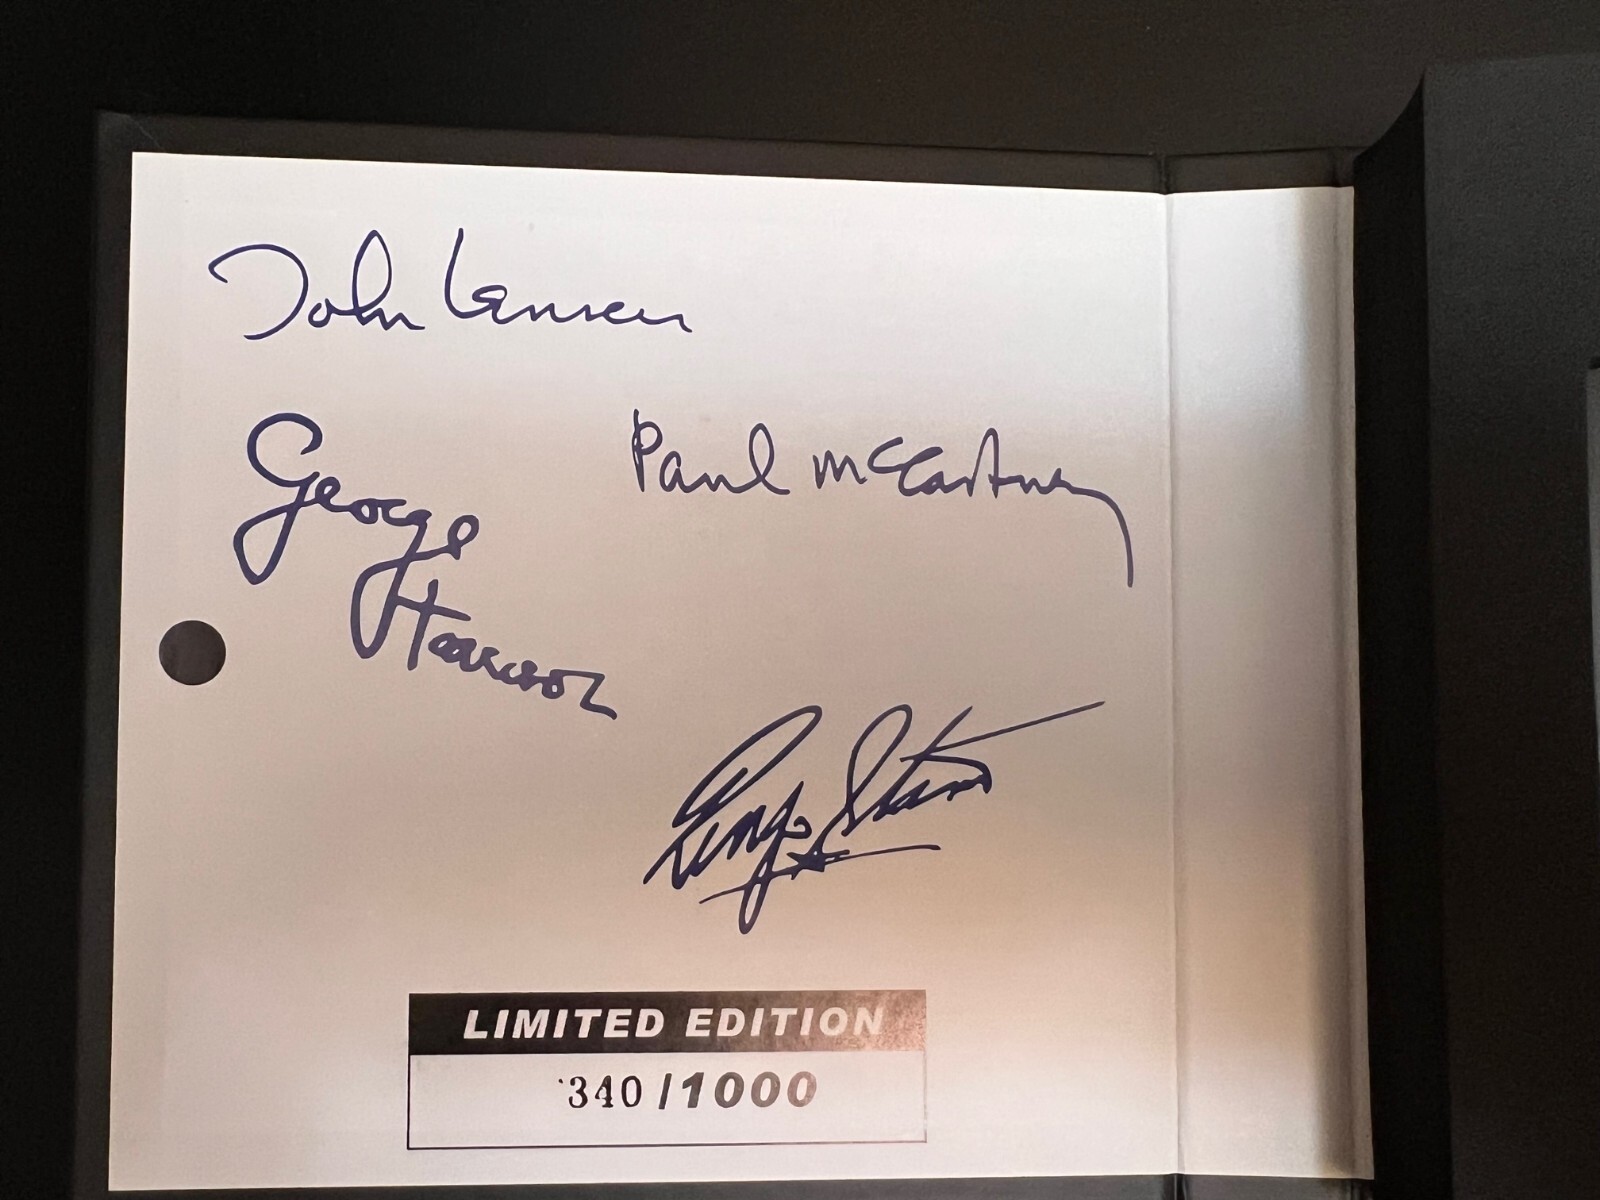 John Lennon
George
Harrison
Paul McCartney
Ringo Starr
LIMITED EDITION
340/1000